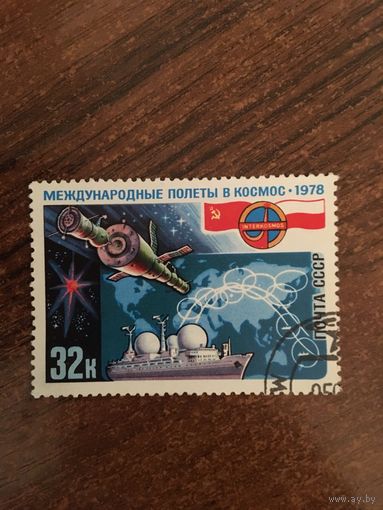 МЕЖДУНАРОДНЫЕ ПОЛЕТЫ В КОСМОС • 1978
INTERKOSMOS
ПОЧТА СССР
32к
www.ay.by